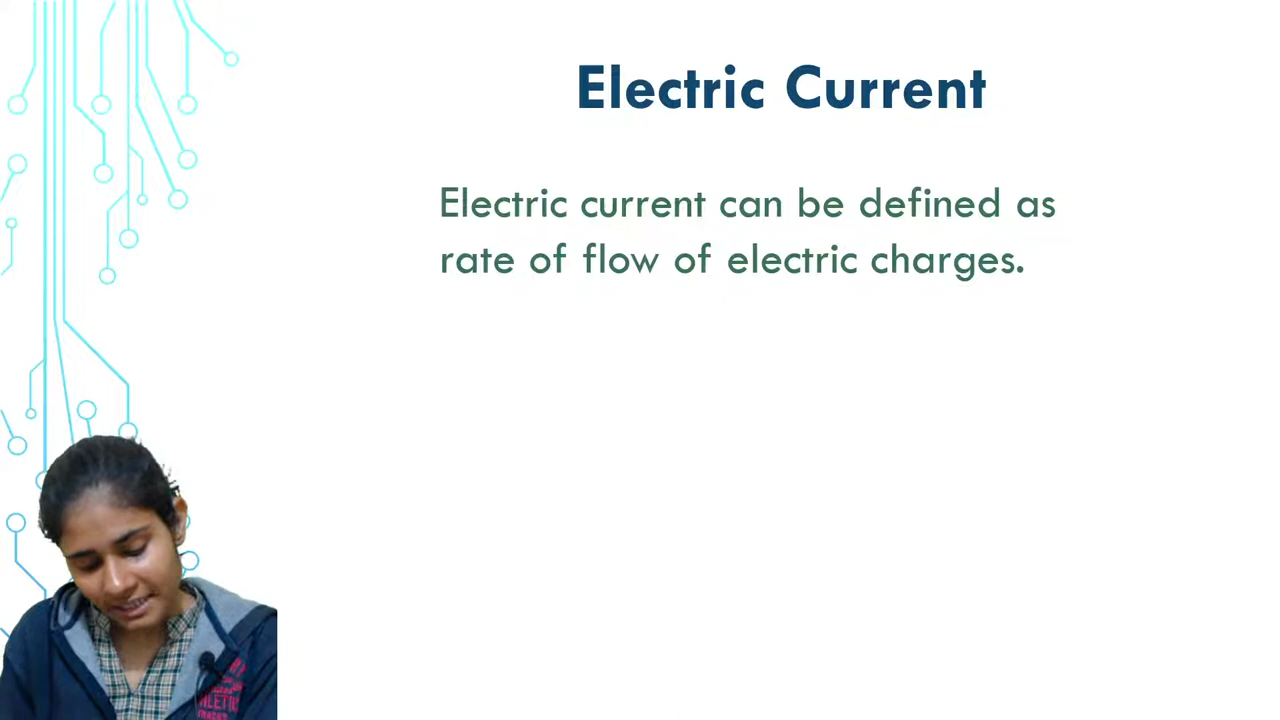 Electric Current
Electric current can be defined as
rate of flow of electric charges.